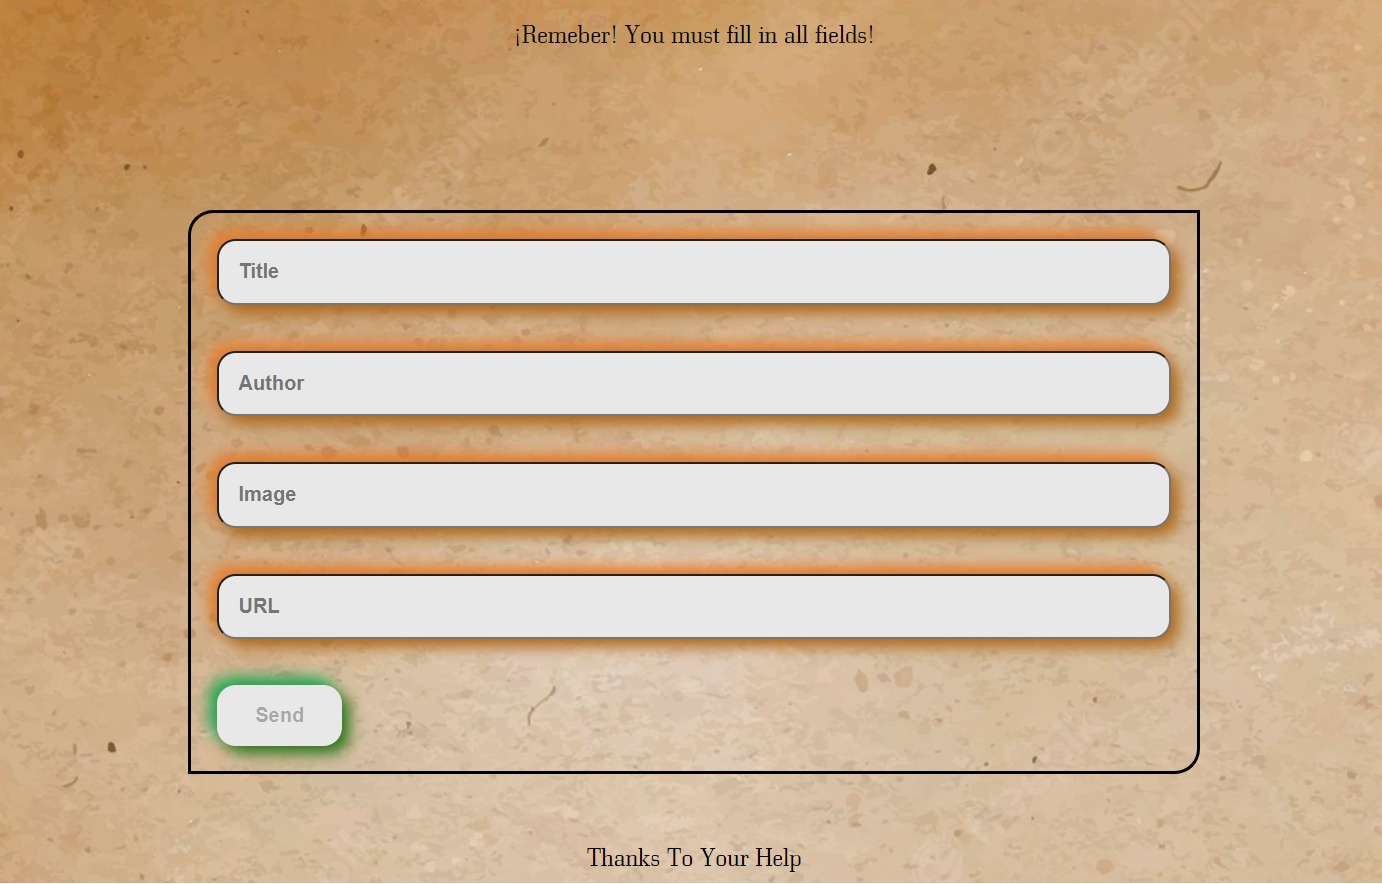 ¡Remeber! You must fill in all fields!
Title
Author
Image
URL
Send
Thanks To Your Help